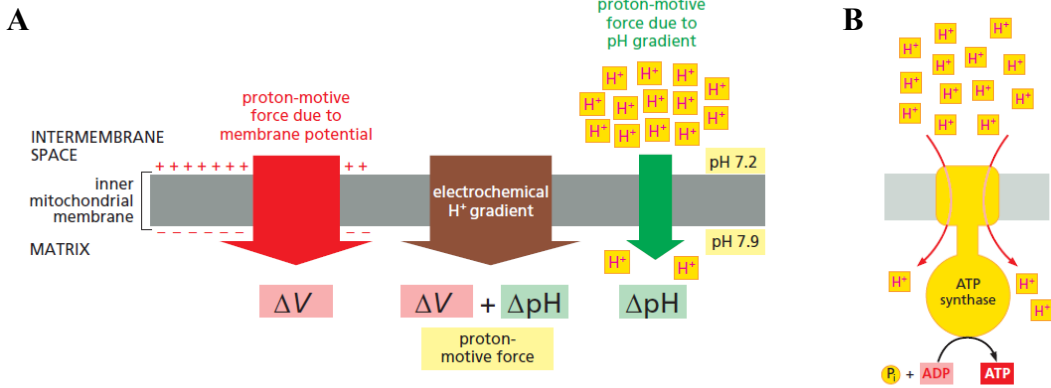 A
proton-motive
force due to
pH gradient
H+ H+ H+ H+
H+ H+ H+ H+ H+
H+ H+ H+ H+
proton-motive
force due to
membrane potential
INTERMEMBRANE
SPACE
+ + + + + + + + +
pH 7.2
inner
mitochondrial
membrane
electrochemical
H+ gradient
– – – – – – – – –
pH 7.9
MATRIX
H+ H+
ΔV
ΔV + ΔpH
ΔpH
proton-
motive force
B
H+ H+ H+
H+ H+ H+
H+ H+ H+
H+ H+ H+
H+
H+
H+
ATP
synthase
Pi + ADP ATP